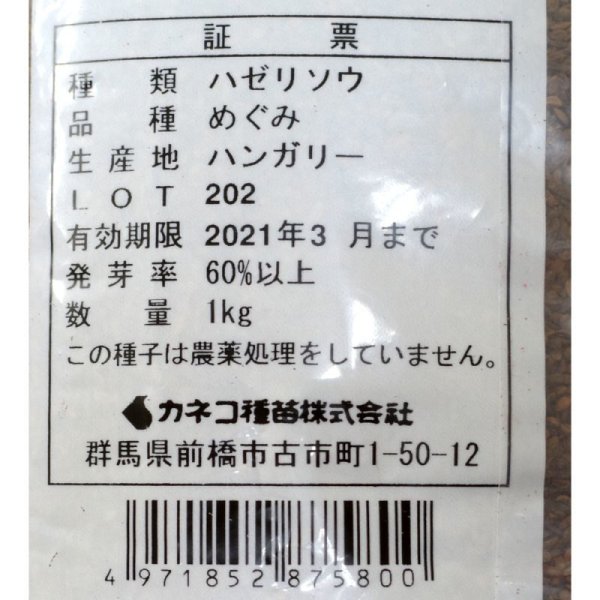 証 票
種 類 ハゼリソウ
品 種 めぐみ
生産地 ハンガリー
LOT 202
有効期限 2021年3 月まで
発芽率 60%以上
数 量 1kg
この種子は農薬処理をしていません。
カネコ種苗株式会社
群馬県前橋市古市町1-50-12
4 971852 875800